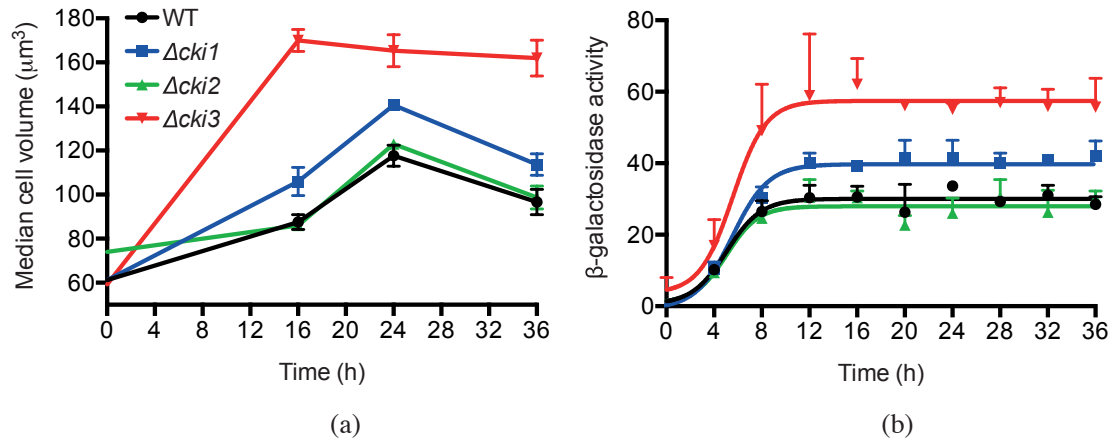 Median cell volume (μm³)
180
160
140
120
100
80
60
0 4 8 12 16 20 24 28 32 36
Time (h)
WT
Δcki1
Δcki2
Δcki3
(a)
β-galactosidase activity
80
60
40
20
0
0 4 8 12 16 20 24 28 32 36
Time (h)
(b)